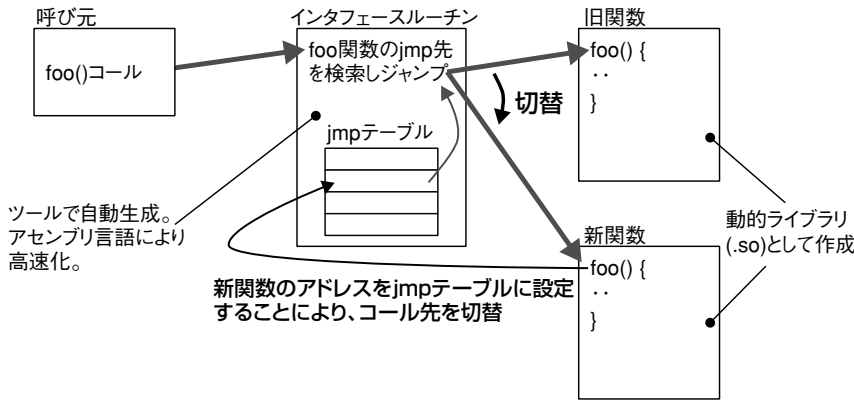 呼び元
foo()コール
インタフェースルーチン
foo関数のjmp先
を検索しジャンプ
jmpテーブル
ツールで自動生成。
アセンブリ言語により
高速化。
切替
旧関数
foo() {
‥
}
新関数
foo() {
‥
}
動的ライブラリ
(.so)として作成
新関数のアドレスをjmpテーブルに設定
することにより、コール先を切替